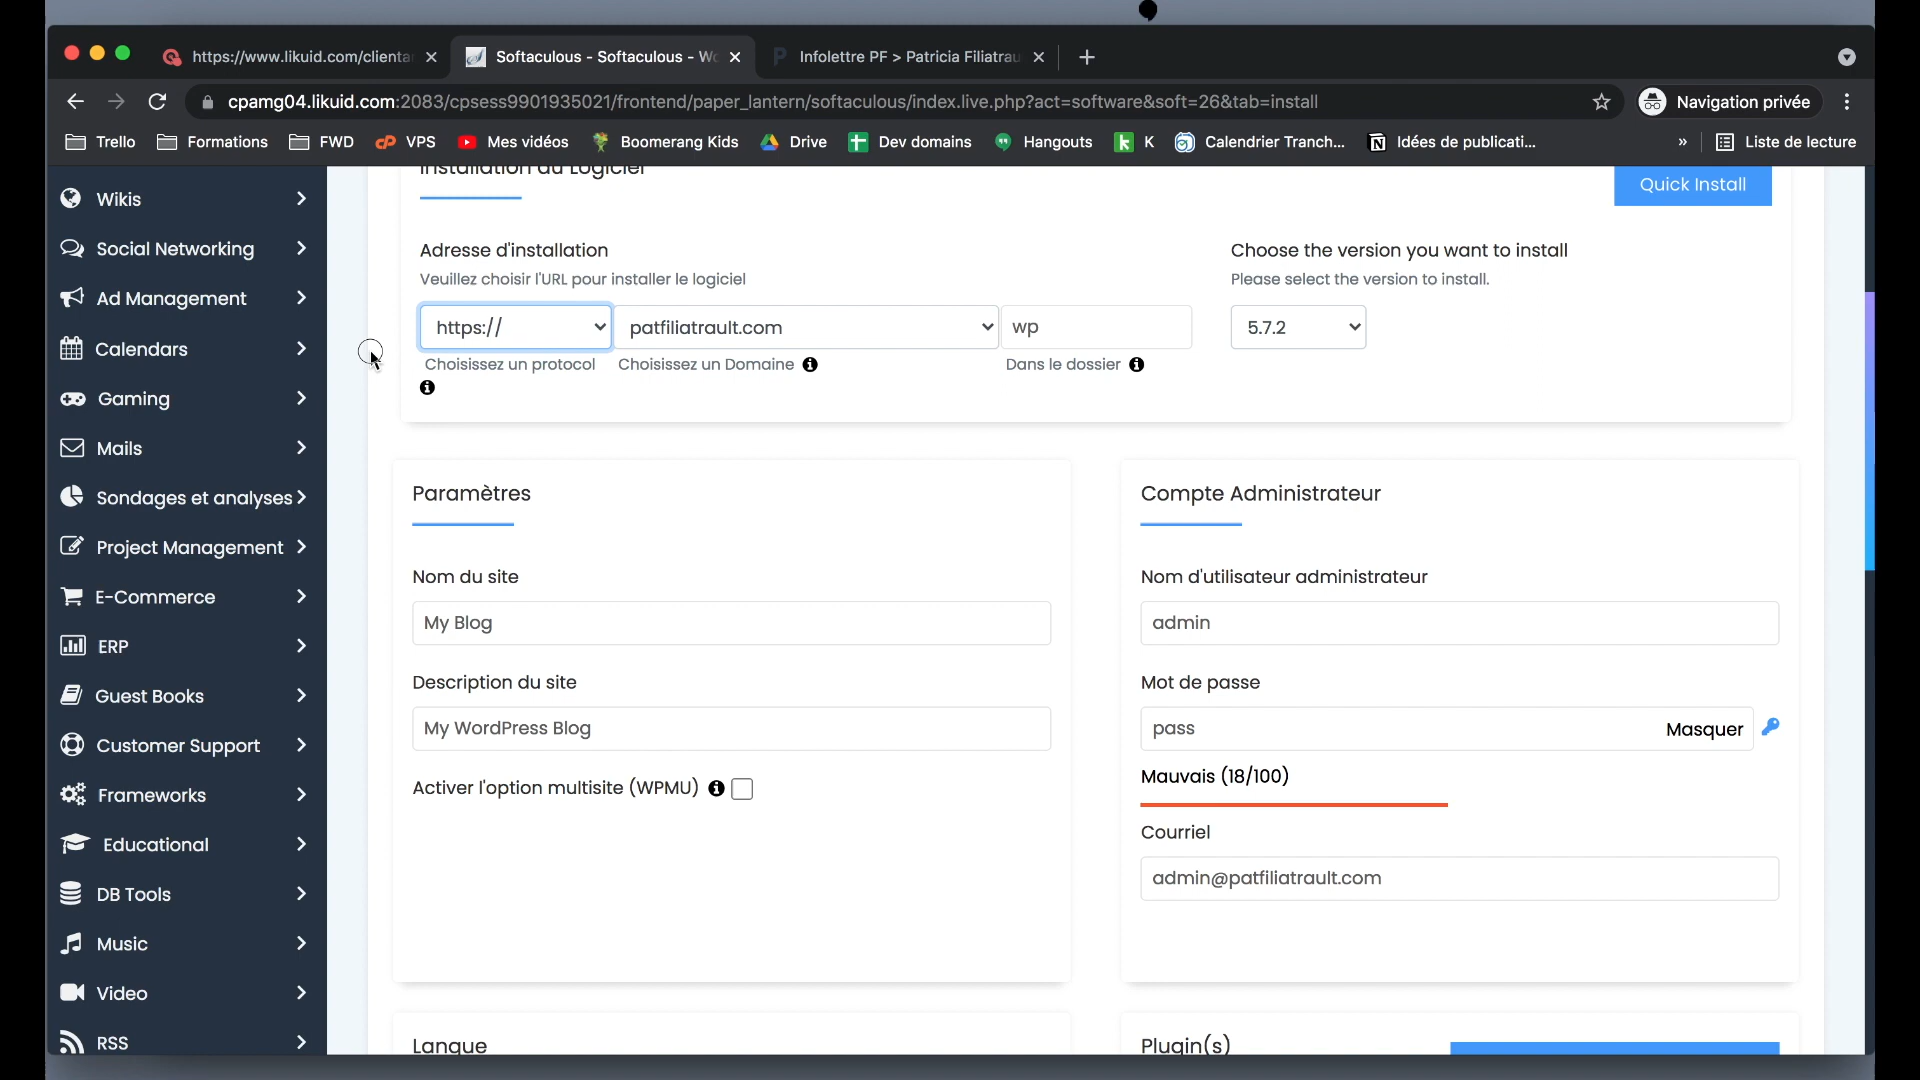 https://www.likuid.com/clienta
Softaculous - Softaculous - Wo
Infolettre PF > Patricia Filiatrau
cpamg04.likuid.com:2083/cpsess9901935021/frontend/paper_lantern/softaculous/index.live.php?act=software&soft=26&tab=install
Navigation privée
Trello
Formations
FWD
VPS
Mes vidéos
Boomerang Kids
Drive
Dev domains
Hangouts
K
Calendrier Tranch...
Idées de publicati...
»
Liste de lecture
Wikis
Social Networking
Ad Management
Calendars
Gaming
Mails
Sondages et analyses
Project Management
E-Commerce
ERP
Guest Books
Customer Support
Frameworks
Educational
DB Tools
Music
Video
RSS
Installation du Logiciel
Quick Install
Adresse d'installation
Veuillez choisir l'URL pour installer le logiciel
https://
patfiliatrault.com
wp
Choisissez un protocol
Choisissez un Domaine
Dans le dossier
Choose the version you want to install
Please select the version to install.
5.7.2
Paramètres
Nom du site
My Blog
Description du site
My WordPress Blog
Activer l'option multisite (WPMU)
Compte Administrateur
Nom d'utilisateur administrateur
admin
Mot de passe
pass
Masquer
Mauvais (18/100)
Courriel
admin@patfiliatrault.com
Langue
Plugin(s)